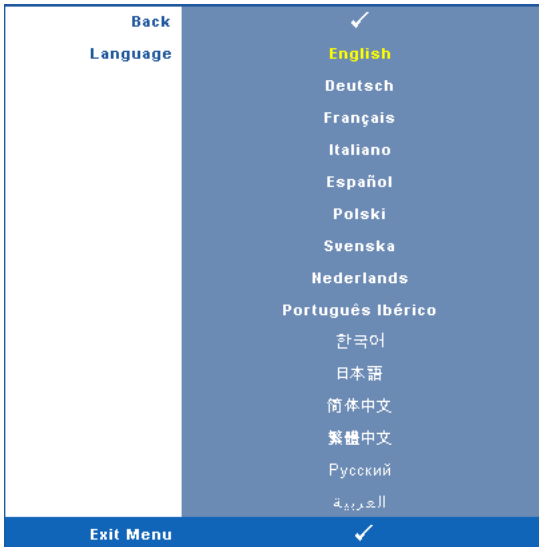 Back ✓
Language English
Deutsch
Français
Italiano
Español
Polski
Svenska
Nederlands
Português Ibérico
한국어
日本語
简体中文
繁體中文
Русский
العربية
Exit Menu ✓